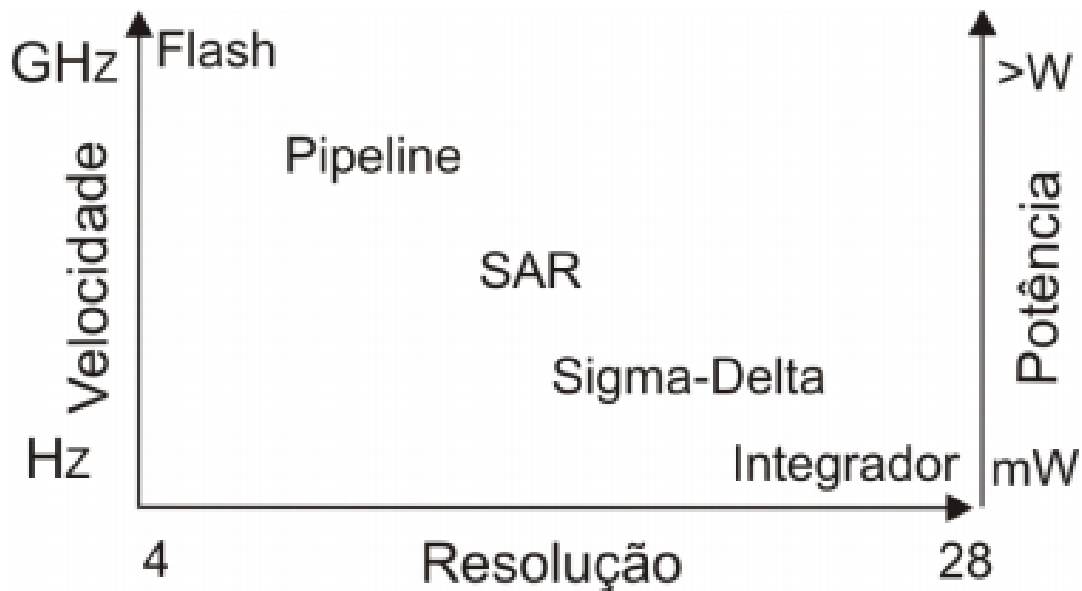 Flash
GHz
>W
Pipeline
Velocidade
Potência
SAR
Sigma-Delta
Hz
Integrador
mW
4
Resolução
28